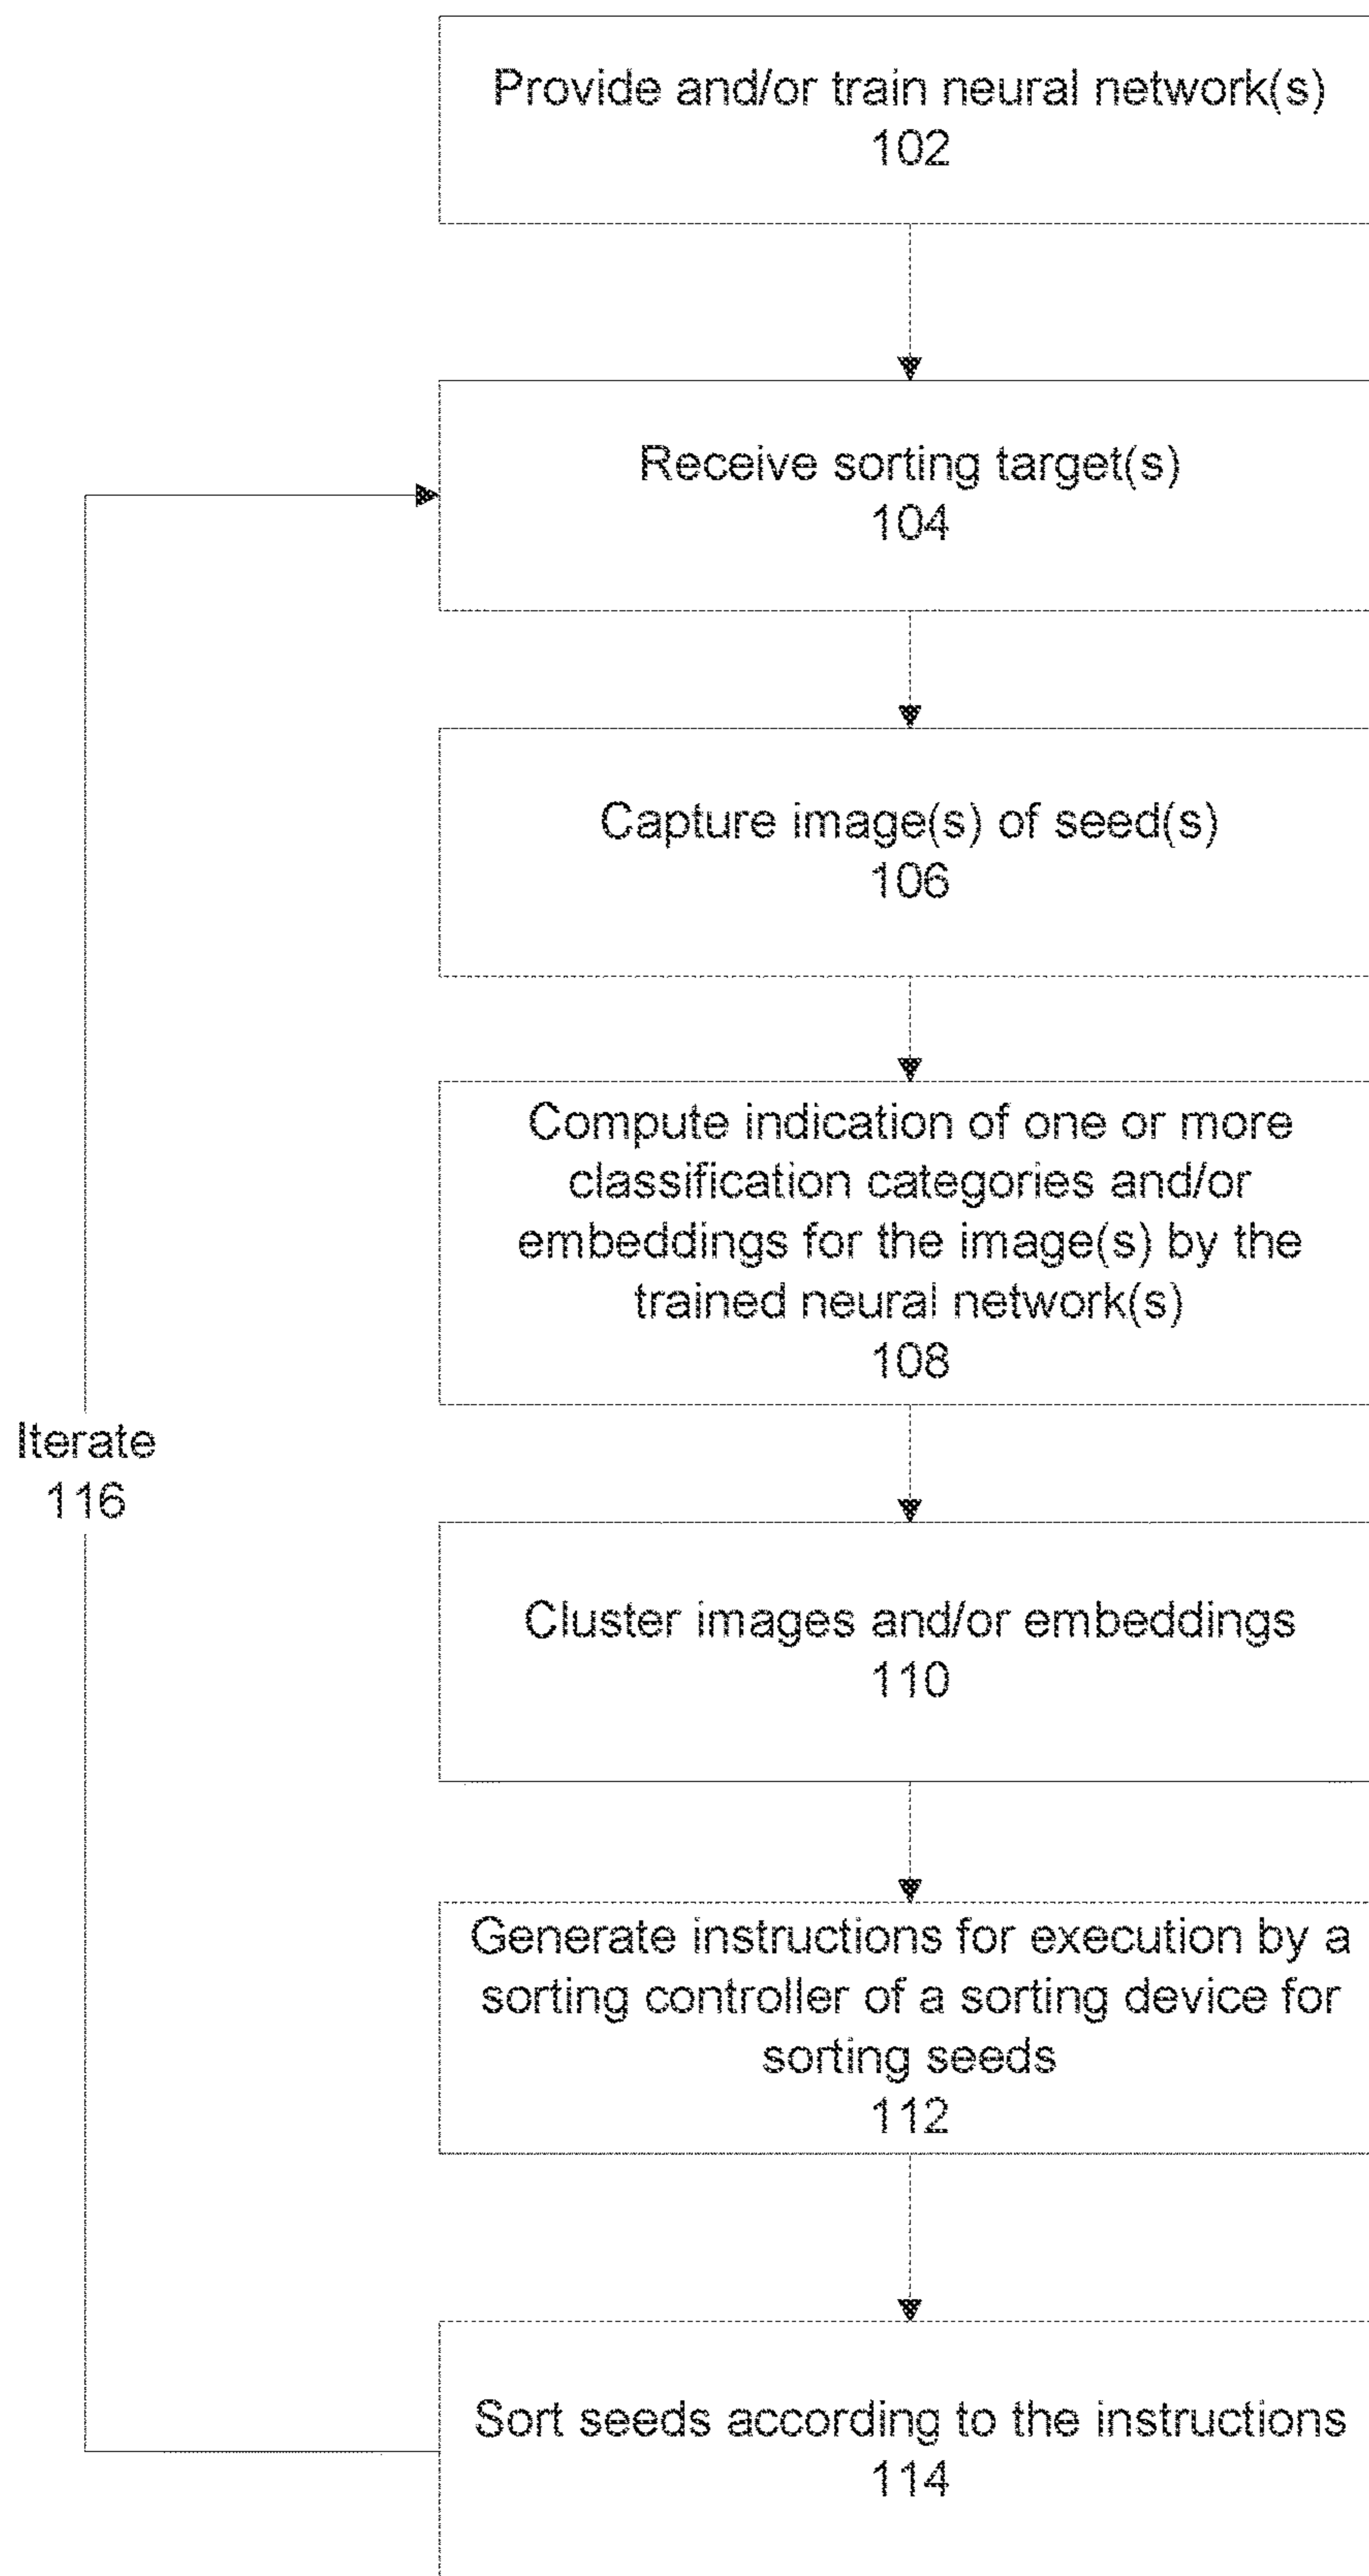 Provide and/or train neural network(s)
102
Receive sorting target(s)
104
Capture image(s) of seed(s)
106
Compute indication of one or more
classification categories and/or
embeddings for the image(s) by the
trained neural network(s)
108
Iterate
116
Cluster images and/or embeddings
110
Generate instructions for execution by a
sorting controller of a sorting device for
sorting seeds
112
Sort seeds according to the instructions
114